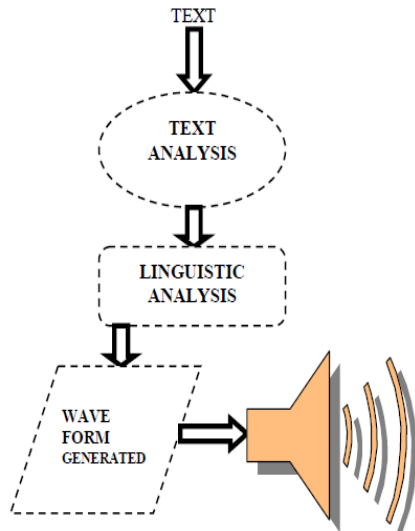 TEXT
TEXT
ANALYSIS
LINGUISTIC
ANALYSIS
WAVE
FORM
GENERATED